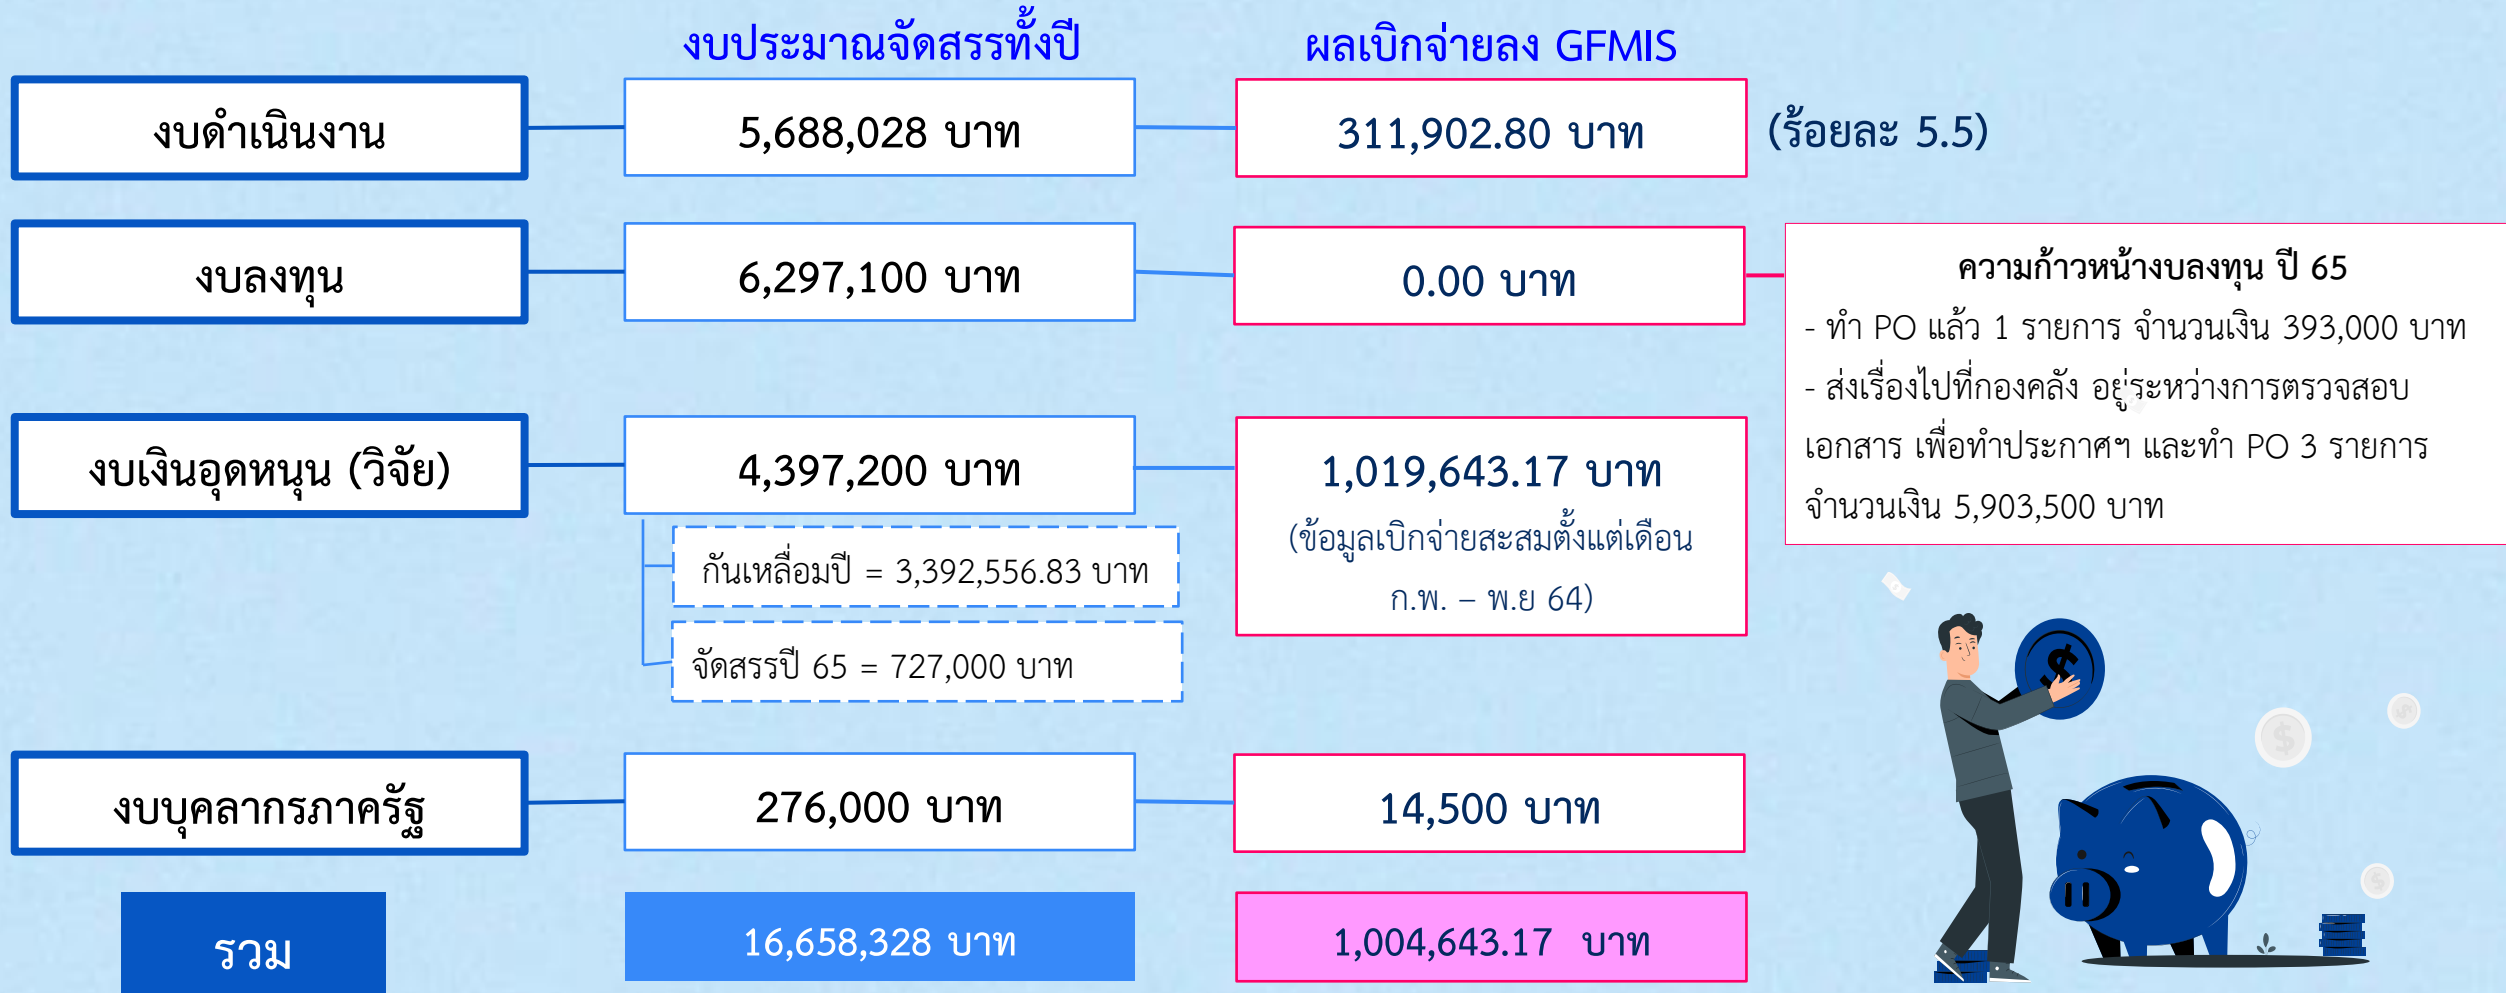 งบประมาณจัดสรรทั้งปี
ผลเบิกจ่ายลง GFMIS
งบดำเนินงาน
5,688,028 บาท
311,902.80 บาท
(ร้อยละ 5.5)
งบลงทุน
6,297,100 บาท
0.00 บาท
ความก้าวหน้างบลงทุน ปี 65
- ทำ PO แล้ว 1 รายการ จำนวนเงิน 393,000 บาท
- ส่งเรื่องไปที่กองคลัง อยู่ระหว่างการตรวจสอบ
เอกสาร เพื่อทำประกาศฯ และทำ PO 3 รายการ
จำนวนเงิน 5,903,500 บาท
งบเงินอุดหนุน (วิจัย)
4,397,200 บาท
1,019,643.17 บาท
(ข้อมูลเบิกจ่ายสะสมตั้งแต่เดือน
ก.พ. – พ.ย 64)
กันเหลื่อมปี = 3,392,556.83 บาท
จัดสรรปี 65 = 727,000 บาท
งบบุคลากรภาครัฐ
276,000 บาท
14,500 บาท
รวม
16,658,328 บาท
1,004,643.17 บาท